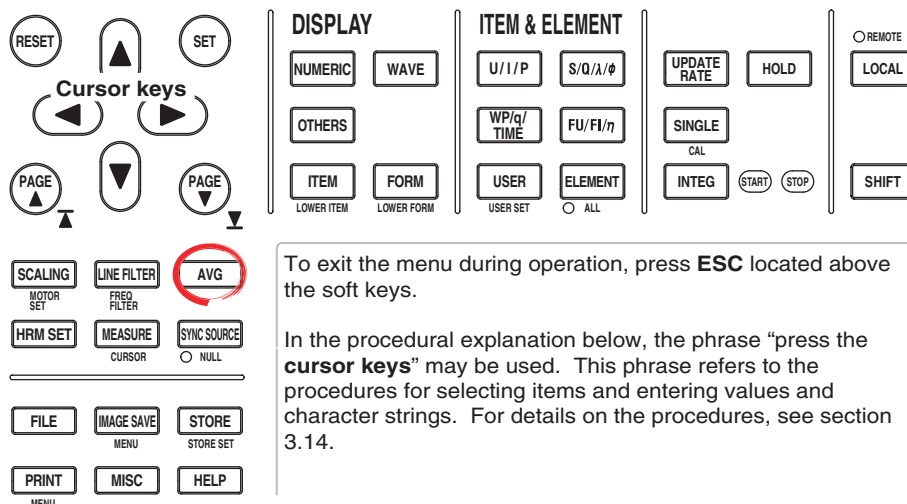 RESET
SET
Cursor keys
PAGE
PAGE
DISPLAY
NUMERIC
WAVE
OTHERS
ITEM
FORM
LOWER ITEM
LOWER FORM
ITEM & ELEMENT
U/I/P
S/Q/λ/ϕ
WP/q/
TIME
FU/FI/η
USER
ELEMENT
USER SET
ALL
UPDATE
RATE
HOLD
SINGLE
CAL
INTEG
START
STOP
REMOTE
LOCAL
SHIFT
SCALING
LINE FILTER
AVG
MOTOR
SET
FREQ
FILTER
HRM SET
MEASURE
SYNC SOURCE
CURSOR
NULL
FILE
IMAGE SAVE
STORE
MENU
STORE SET
PRINT
MISC
HELP
MENU
To exit the menu during operation, press ESC located above
the soft keys.
In the procedural explanation below, the phrase “press the
cursor keys” may be used. This phrase refers to the
procedures for selecting items and entering values and
character strings. For details on the procedures, see section
3.14.